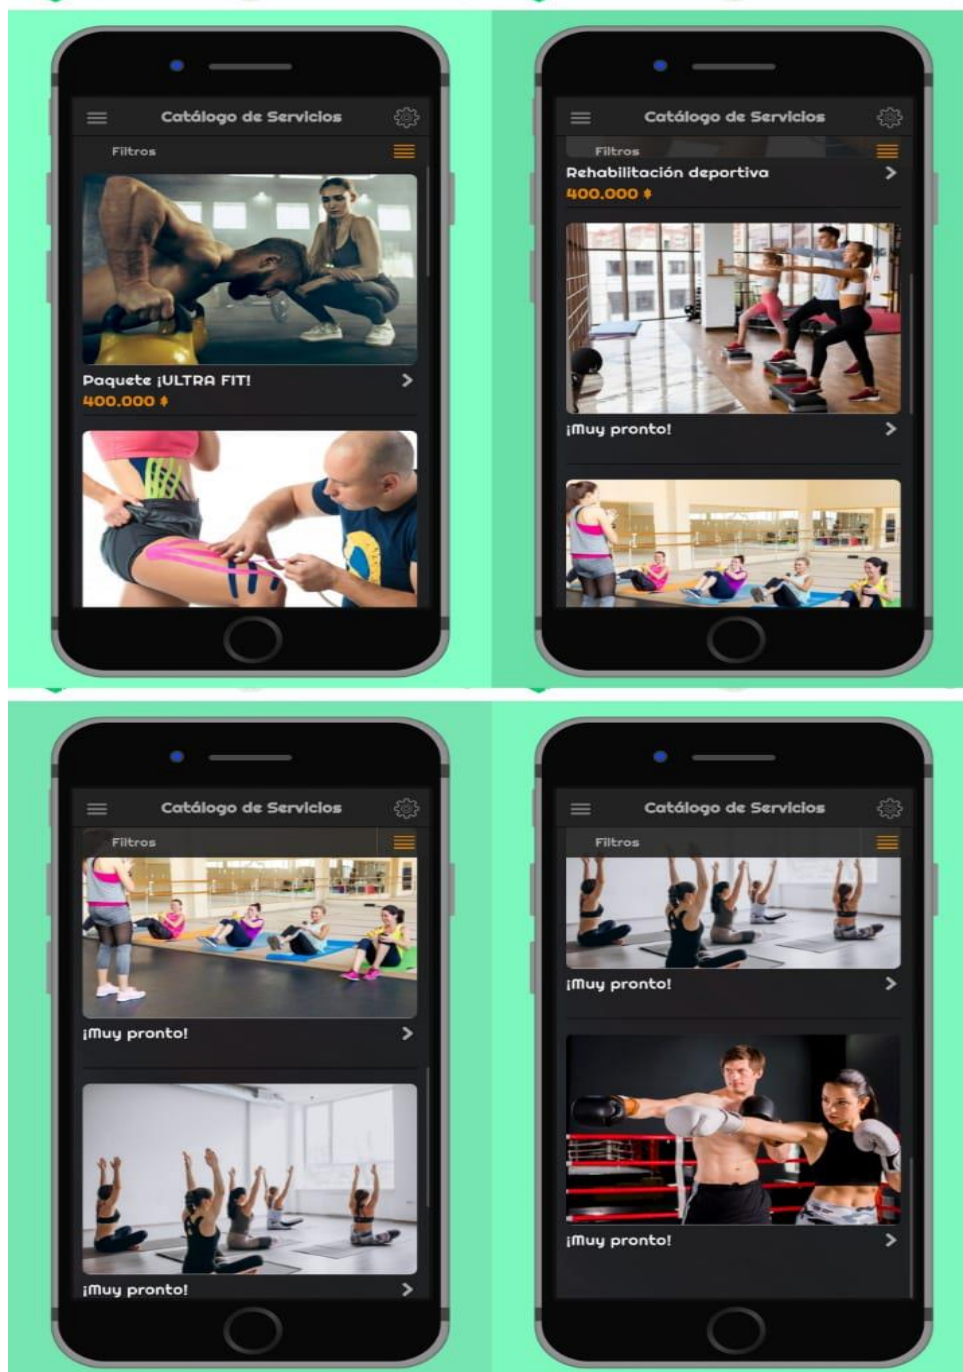 Catálogo de Servicios
Filtros
Paquete ¡ULTRA FIT!
400.000 $
Catálogo de Servicios
Filtros
Rehabilitación deportiva
400.000 $
¡Muy pronto!
Catálogo de Servicios
Filtros
¡Muy pronto!
¡Muy pronto!
Catálogo de Servicios
Filtros
¡Muy pronto!
¡Muy pronto!